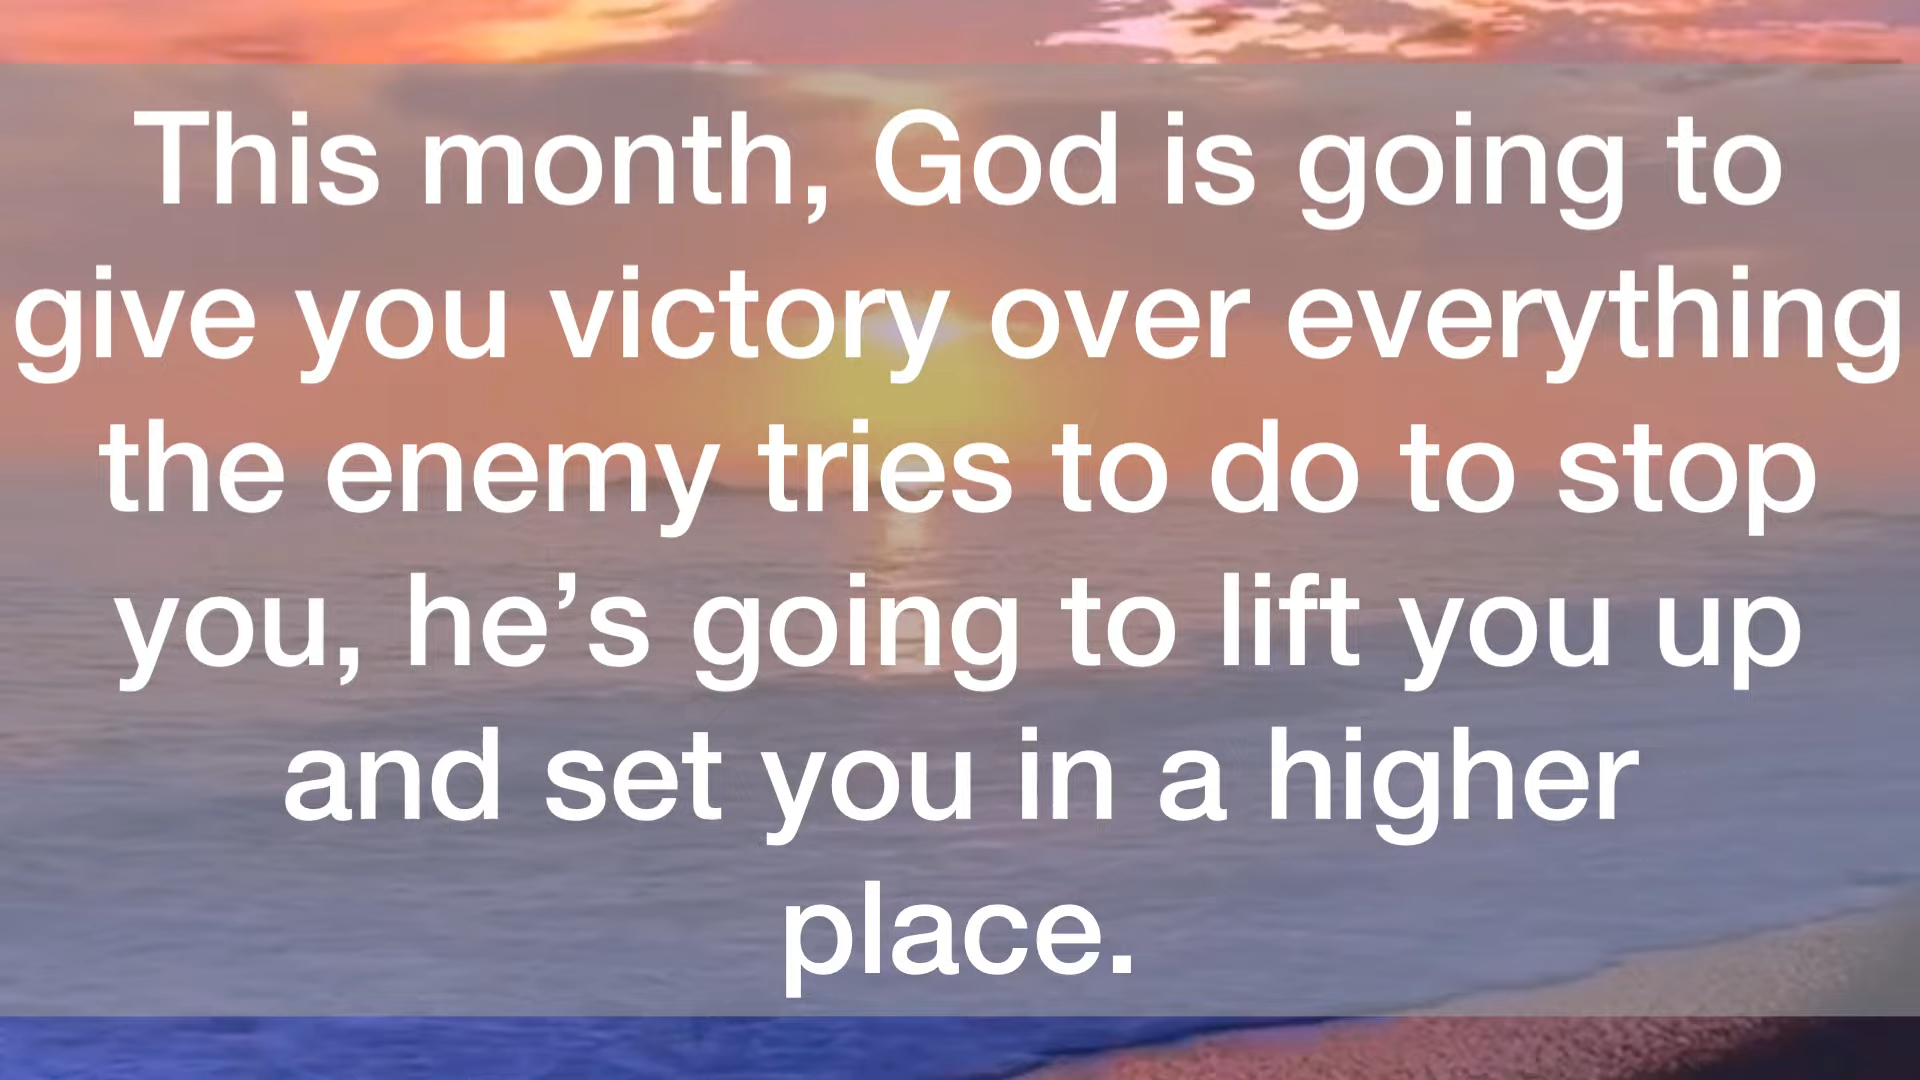 This month, God is going to
give you victory over everything
the enemy tries to do to stop
you, he’s going to lift you up
and set you in a higher
place.